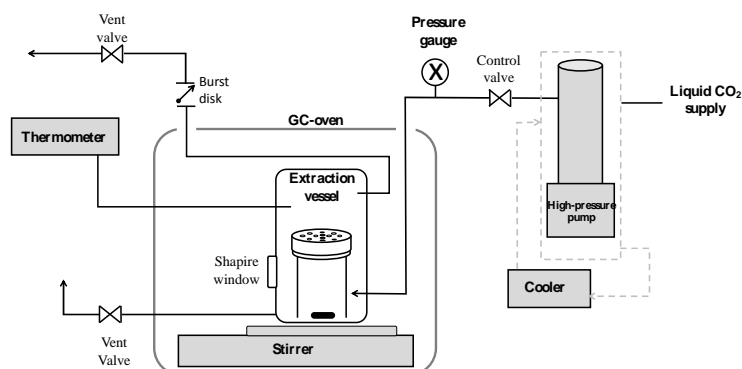 Vent
valve
Burst
disk
Thermometer
GC-oven
Extraction
vessel
Shapire
window
Vent
Valve
Stirrer
Pressure
gauge
X
Control
valve
Liquid CO₂
supply
High-pressure
pump
Cooler